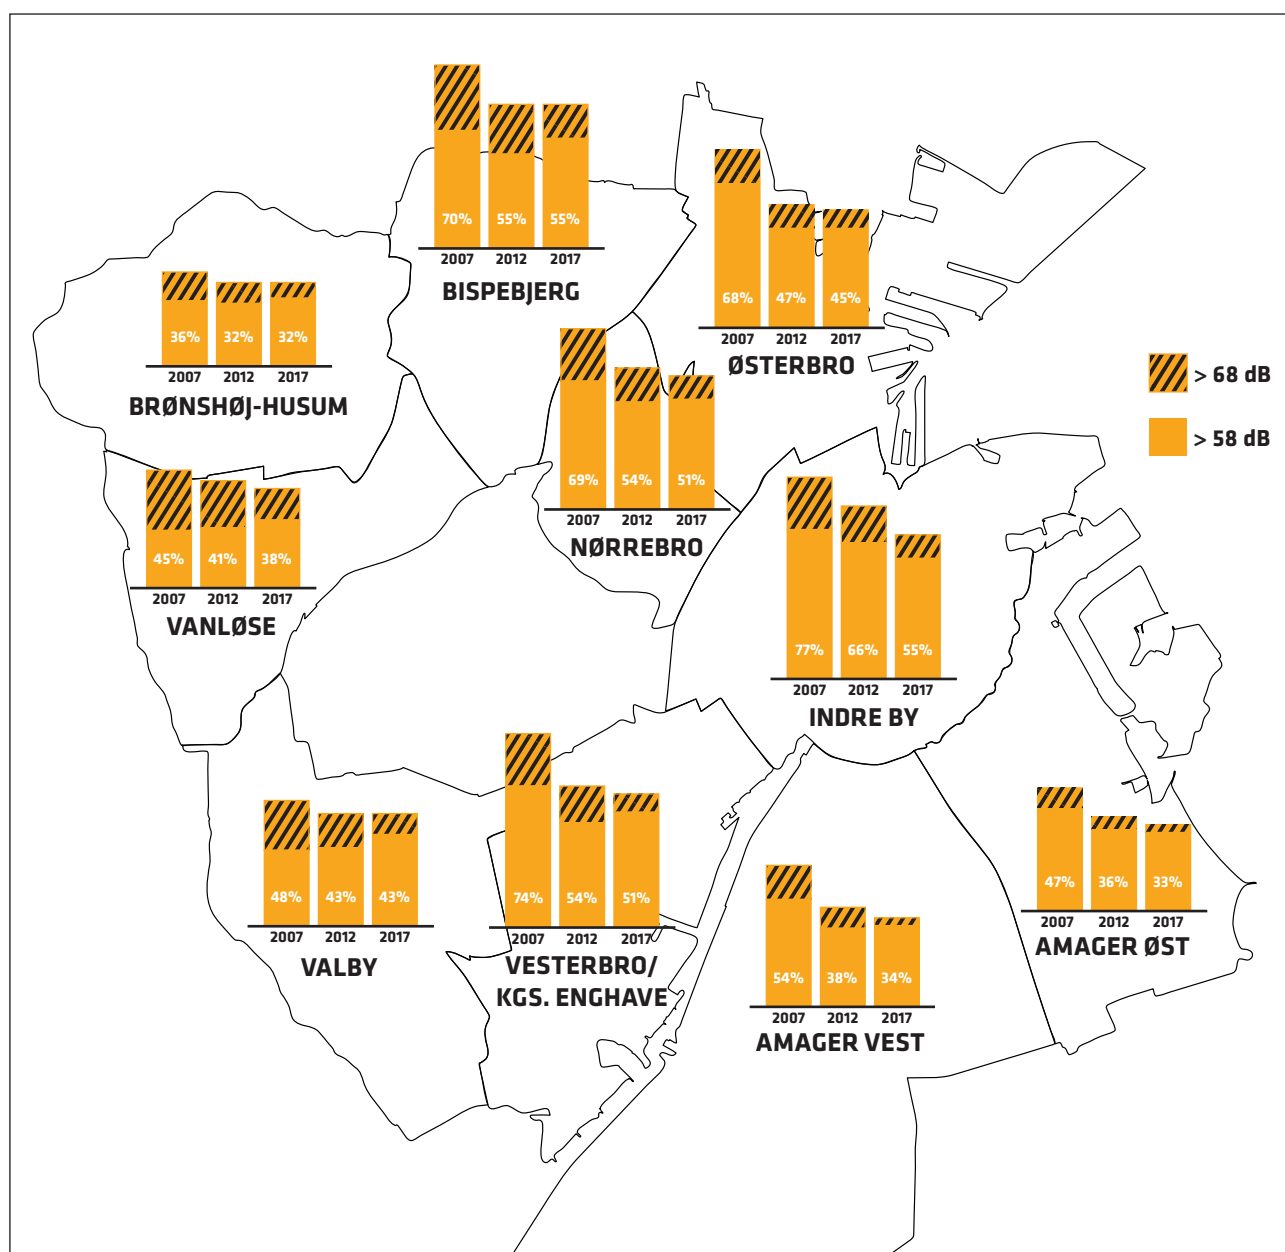 70% 55% 55%
2007 2012 2017
BISPEBJERG
68% 47% 45%
2007 2012 2017
ØSTERBRO
36% 32% 32%
2007 2012 2017
BRØNSHØJ-HUSUM
> 68 dB
> 58 dB
69% 54% 51%
2007 2012 2017
NØRREBRO
45% 41% 38%
2007 2012 2017
VANLØSE
77% 66% 55%
2007 2012 2017
INDRE BY
48% 43% 43%
2007 2012 2017
VALBY
74% 54% 51%
2007 2012 2017
VESTERBRO/
KGS. ENGHAVE
54% 38% 34%
2007 2012 2017
AMAGER VEST
47% 36% 33%
2007 2012 2017
AMAGER ØST